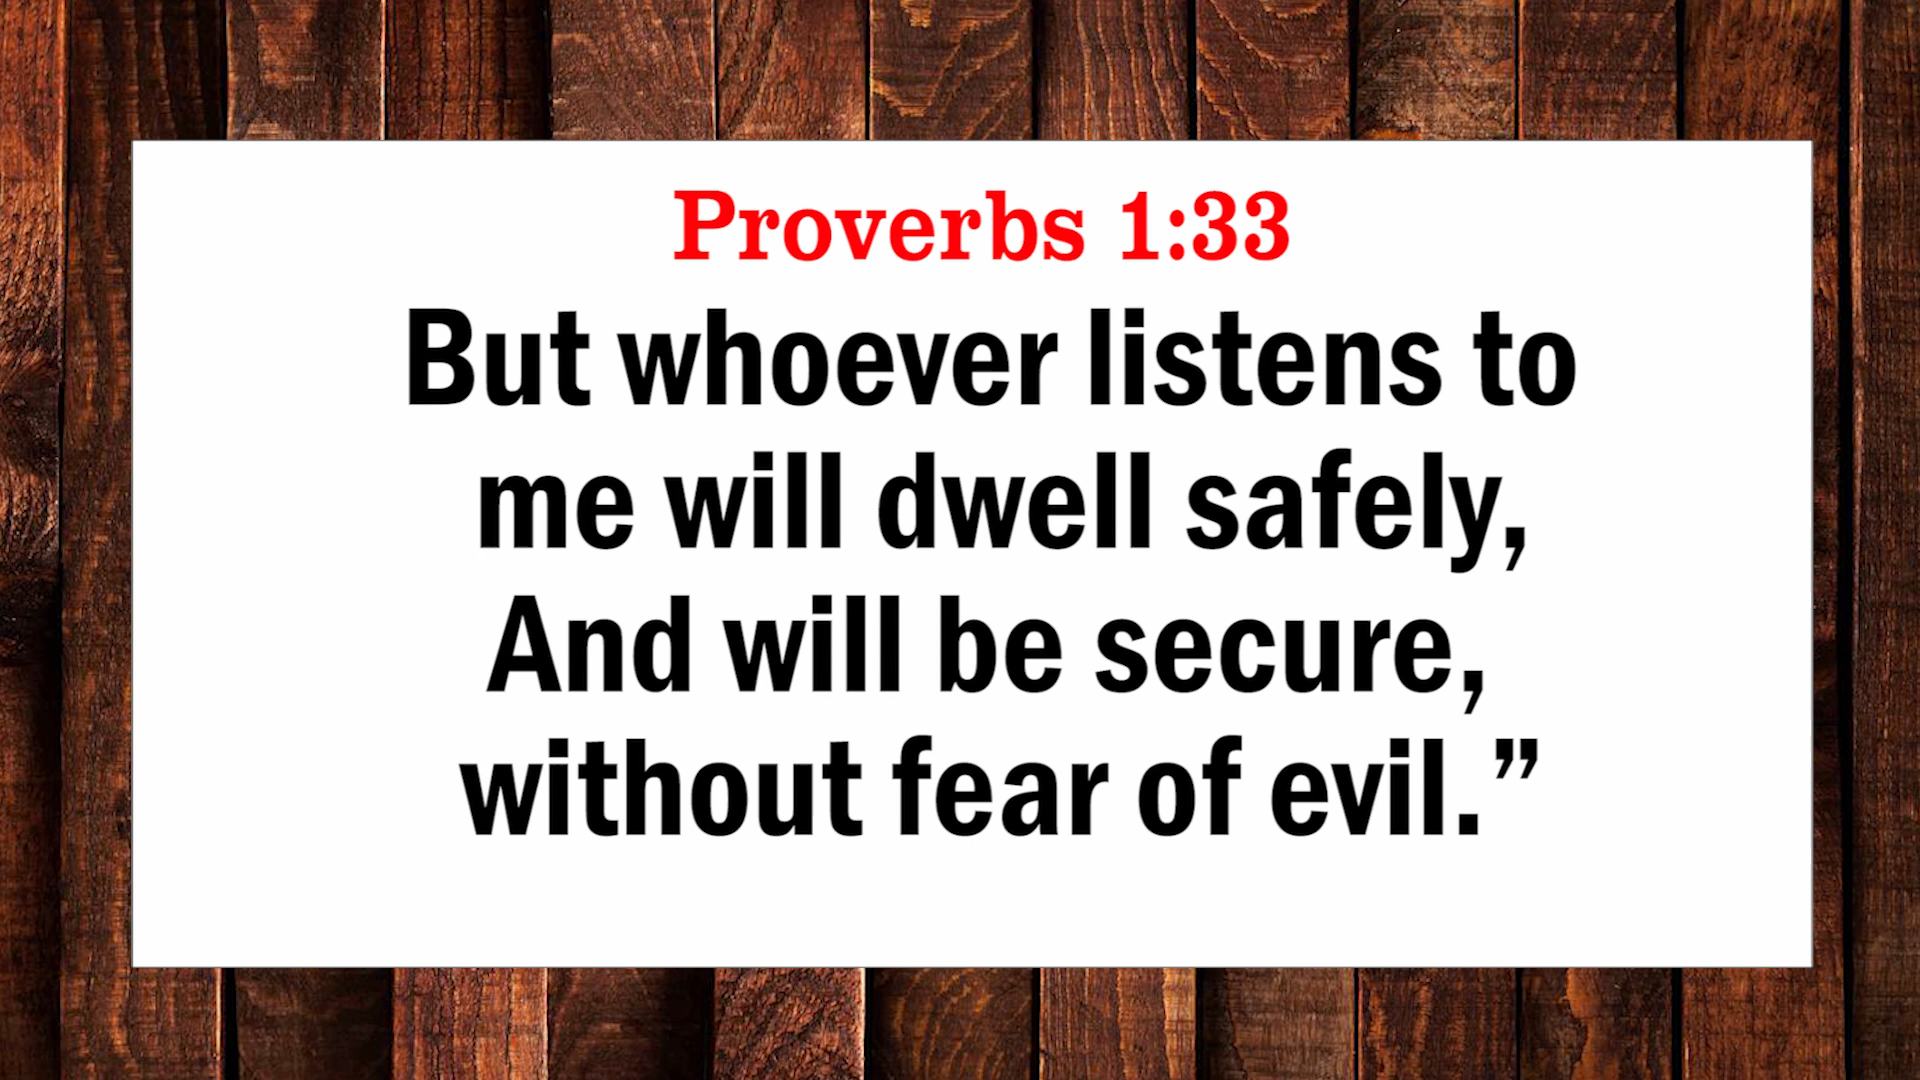 Proverbs 1:33
But whoever listens to
me will dwell safely,
And will be secure,
without fear of evil.”